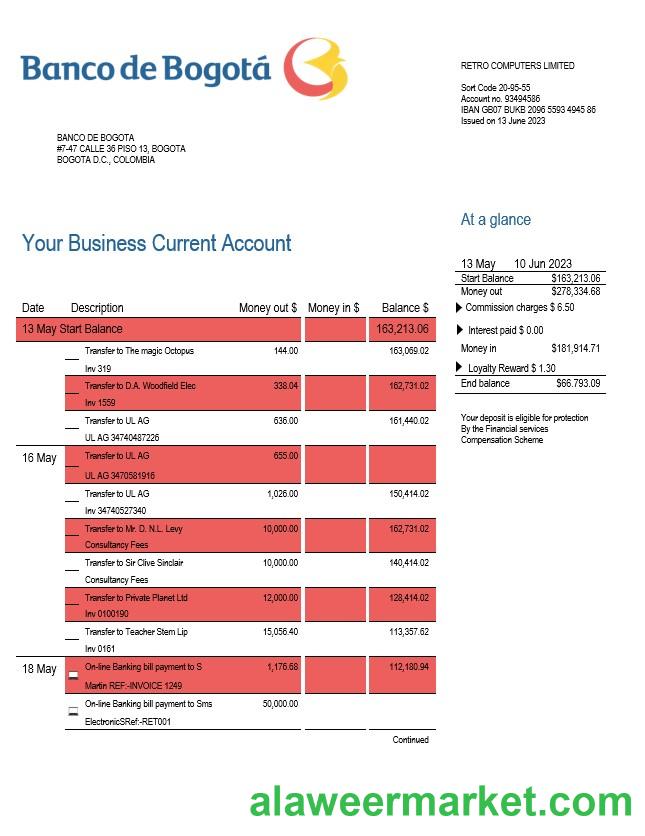 Banco de Bogotá
RETRO COMPUTERS LIMITED
Sort Code 20-95-55
Account no. 93494586
IBAN GB07 BUKB 2096 5593 4945 86
Issued on 13 June 2023
BANCO DE BOGOTA
#7-47 CALLE 36 PISO 13, BOGOTA
BOGOTA D.C., COLOMBIA
At a glance
Your Business Current Account
13 May 10 Jun 2023
Start Balance $163,213.06
Money out $278,334.68
Commission charges $ 6.50
Interest paid $ 0.00
Money in $181,914.71
Loyalty Reward $ 1.30
End balance $66.793.09
Your deposit is eligible for protection
By the Financial services
Compensation Scheme
Date Description Money out $ Money in $ Balance $
13 May Start Balance 163,213.06
Transfer to The magic Octopus 144.00 163,069.02
Inv 319
Transfer to D.A. Woodfield Elec 338.04 162,731.02
Inv 1559
Transfer to UL AG 636.00 161,440.02
UL AG 34740487226
16 May Transfer to UL AG 655.00
UL AG 3470581916
Transfer to UL AG 1,026.00 150,414.02
Inv 34740527340
Transfer to Mr. D. N.L. Levy 10,000.00 162,731.02
Consultancy Fees
Transfer to Sir Clive Sinclair 10,000.00 140,414.02
Consultancy Fees
Transfer to Private Planet Ltd 12,000.00 128,414.02
Inv 0100190
Transfer to Teacher Stem Lip 15,056.40 113,357.62
Inv 0161
18 May On-line Banking bill payment to S 1,176.68 112,180.94
Martin REF:-INVOICE 1249
On-line Banking bill payment to Sms 50,000.00
ElectronicSRef:-RET001
Continued
alaweermarket.com